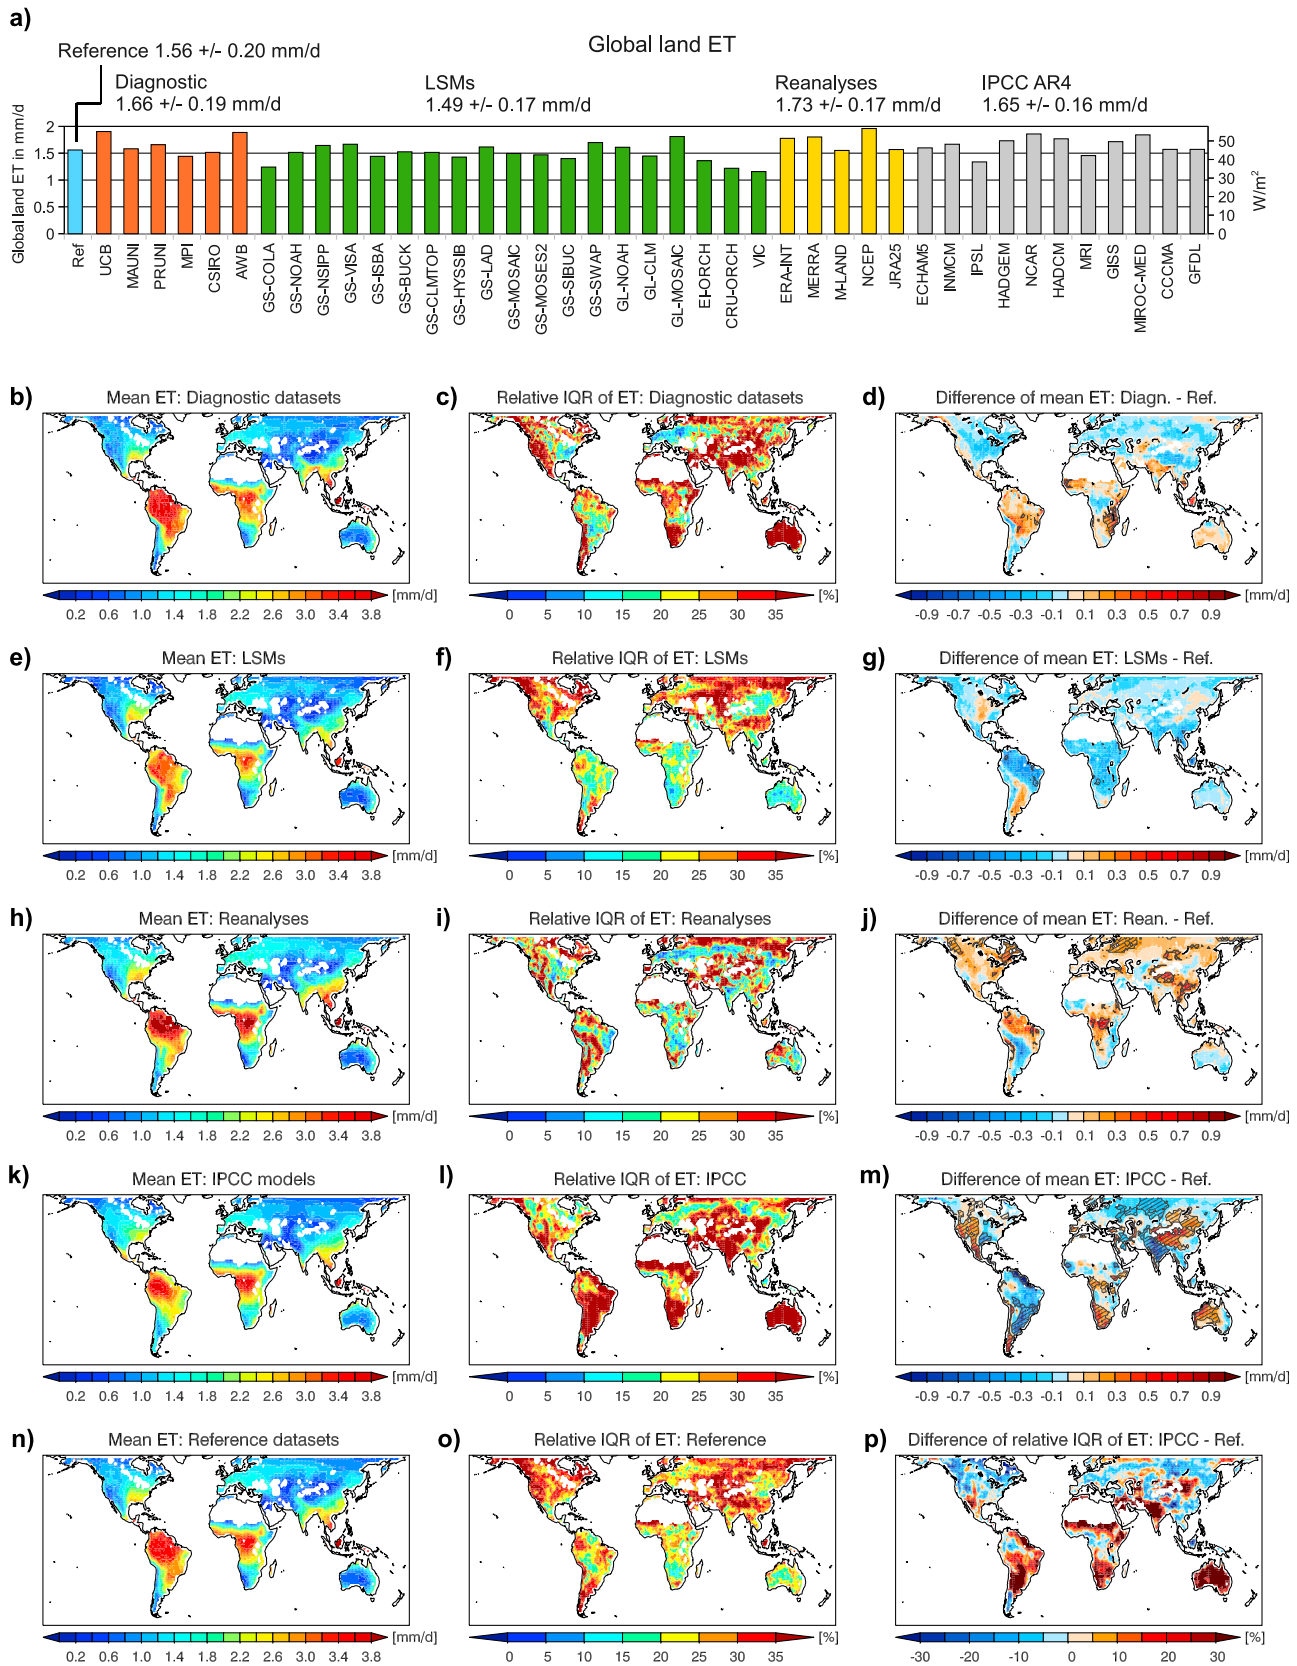 a)
Global land ET
Reference 1.56 +/- 0.20 mm/d
Diagnostic
1.66 +/- 0.19 mm/d
LSMs
1.49 +/- 0.17 mm/d
Reanalyses
1.73 +/- 0.17 mm/d
IPCC AR4
1.65 +/- 0.16 mm/d
Global land ET in mm/d
2
1.5
1
0.5
0
50
40
30
20
10
0
W/m²
Ref
UCB
MAUNI
PRUNI
MPI
CSIRO
AWB
GS-COLA
GS-NOAH
GS-NSIPP
GS-VISA
GS-ISBA
GS-BUCK
GS-CLMTOP
GS-HYSSIB
GS-LAD
GS-MOSAIC
GS-MOSES2
GS-SIBUC
GS-SWAP
GL-NOAH
GL-CLM
GL-MOSAIC
EI-ORCH
CRU-ORCH
VIC
ERA-INT
MERRA
M-LAND
NCEP
JRA25
ECHAM5
INMCM
IPSL
HADGEM
NCAR
HADCM
MRI
GISS
MIROC-MED
CCCMA
GFDL
b) Mean ET: Diagnostic datasets
[mm/d]
0.2 0.6 1.0 1.4 1.8 2.2 2.6 3.0 3.4 3.8
c) Relative IQR of ET: Diagnostic datasets
[%]
0 5 10 15 20 25 30 35
d) Difference of mean ET: Diagn. - Ref.
[mm/d]
-0.9 -0.7 -0.5 -0.3 -0.1 0.1 0.3 0.5 0.7 0.9
e) Mean ET: LSMs
[mm/d]
0.2 0.6 1.0 1.4 1.8 2.2 2.6 3.0 3.4 3.8
f) Relative IQR of ET: LSMs
[%]
0 5 10 15 20 25 30 35
g) Difference of mean ET: LSMs - Ref.
[mm/d]
-0.9 -0.7 -0.5 -0.3 -0.1 0.1 0.3 0.5 0.7 0.9
h) Mean ET: Reanalyses
[mm/d]
0.2 0.6 1.0 1.4 1.8 2.2 2.6 3.0 3.4 3.8
i) Relative IQR of ET: Reanalyses
[%]
0 5 10 15 20 25 30 35
j) Difference of mean ET: Rean. - Ref.
[mm/d]
-0.9 -0.7 -0.5 -0.3 -0.1 0.1 0.3 0.5 0.7 0.9
k) Mean ET: IPCC models
[mm/d]
0.2 0.6 1.0 1.4 1.8 2.2 2.6 3.0 3.4 3.8
l) Relative IQR of ET: IPCC
[%]
0 5 10 15 20 25 30 35
m) Difference of mean ET: IPCC - Ref.
[mm/d]
-0.9 -0.7 -0.5 -0.3 -0.1 0.1 0.3 0.5 0.7 0.9
n) Mean ET: Reference datasets
[mm/d]
0.2 0.6 1.0 1.4 1.8 2.2 2.6 3.0 3.4 3.8
o) Relative IQR of ET: Reference
[%]
0 5 10 15 20 25 30 35
p) Difference of relative IQR of ET: IPCC - Ref.
[%]
-30 -20 -10 0 10 20 30